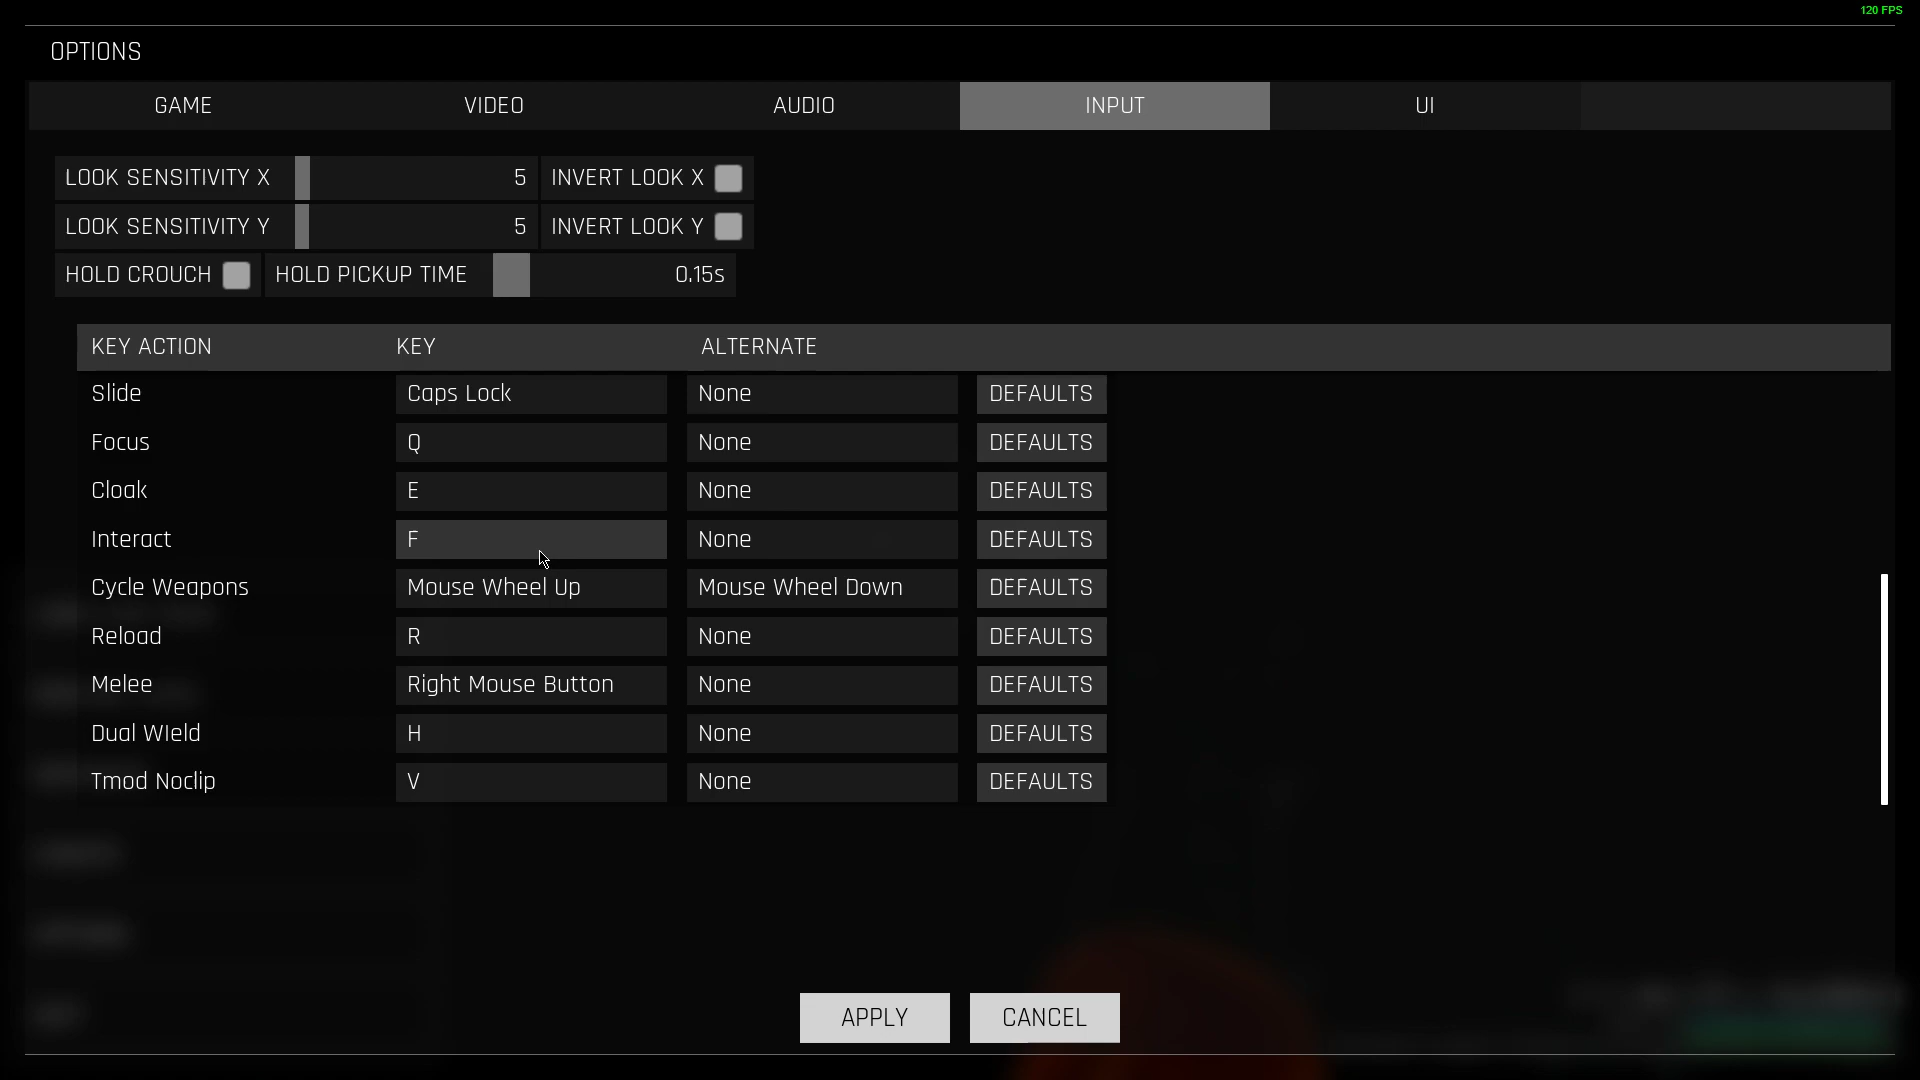 120 FPS
OPTIONS
GAME VIDEO AUDIO INPUT UI
LOOK SENSITIVITY X 5 INVERT LOOK X
LOOK SENSITIVITY Y 5 INVERT LOOK Y
HOLD CROUCH HOLD PICKUP TIME 0.15s
KEY ACTION KEY ALTERNATE
Slide Caps Lock None DEFAULTS
Focus Q None DEFAULTS
Cloak E None DEFAULTS
Interact F None DEFAULTS
Cycle Weapons Mouse Wheel Up Mouse Wheel Down DEFAULTS
Reload R None DEFAULTS
Melee Right Mouse Button None DEFAULTS
Dual WIeld H None DEFAULTS
Tmod Noclip V None DEFAULTS
APPLY CANCEL